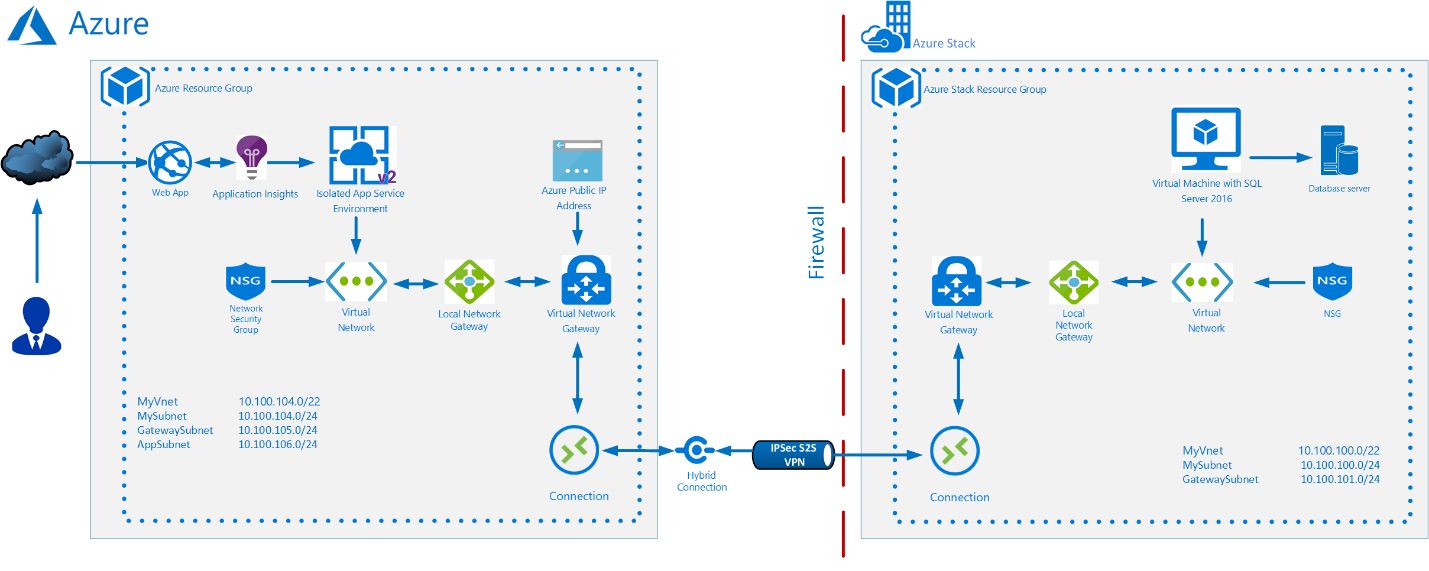 Azure
Azure Resource Group
Web App
Application Insights
v2
Isolated App Service
Environment
Azure Public IP
Address
NSG
Network
Security
Group
Virtual
Network
Local Network
Gateway
Virtual Network
Gateway
MyVnet 10.100.104.0/22
MySubnet 10.100.104.0/24
GatewaySubnet 10.100.105.0/24
AppSubnet 10.100.106.0/24
Connection
Hybrid
Connection
IPSec S2S
VPN
Firewall
Azure Stack
Azure Stack Resource Group
Virtual Machine with SQL
Server 2016
Database server
Virtual Network
Gateway
Local
Network
Gateway
Virtual
Network
NSG
NSG
Connection
MyVnet 10.100.100.0/22
MySubnet 10.100.100.0/24
GatewaySubnet 10.100.101.0/24